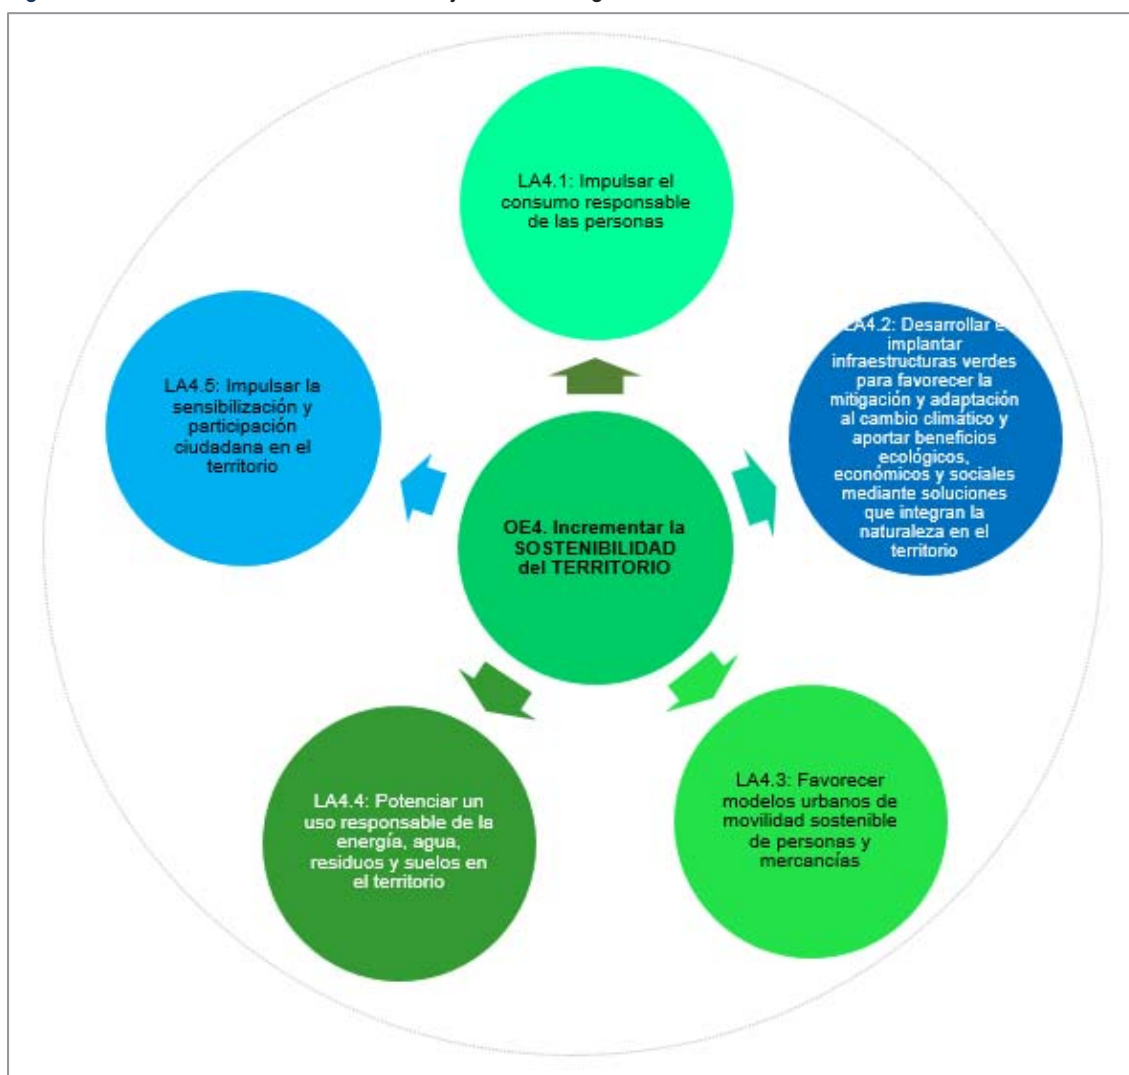 LA4.1: Impulsar el
consumo responsable
de las personas
LA4.2: Desarrollar e
implantar
infraestructuras verdes
para favorecer la
mitigación y adaptación
al cambio climático y
aportar beneficios
ecológicos,
económicos y sociales
mediante soluciones
que integran la
naturaleza en el
territorio
LA4.5: Impulsar la
sensibilización y
participación
ciudadana en el
territorio
OE4. Incrementar la
SOSTENIBILIDAD
del TERRITORIO
LA4.4: Potenciar un
uso responsable de la
energía, agua,
residuos y suelos en
el territorio
LA4.3: Favorecer
modelos urbanos de
movilidad sostenible
de personas y
mercancías